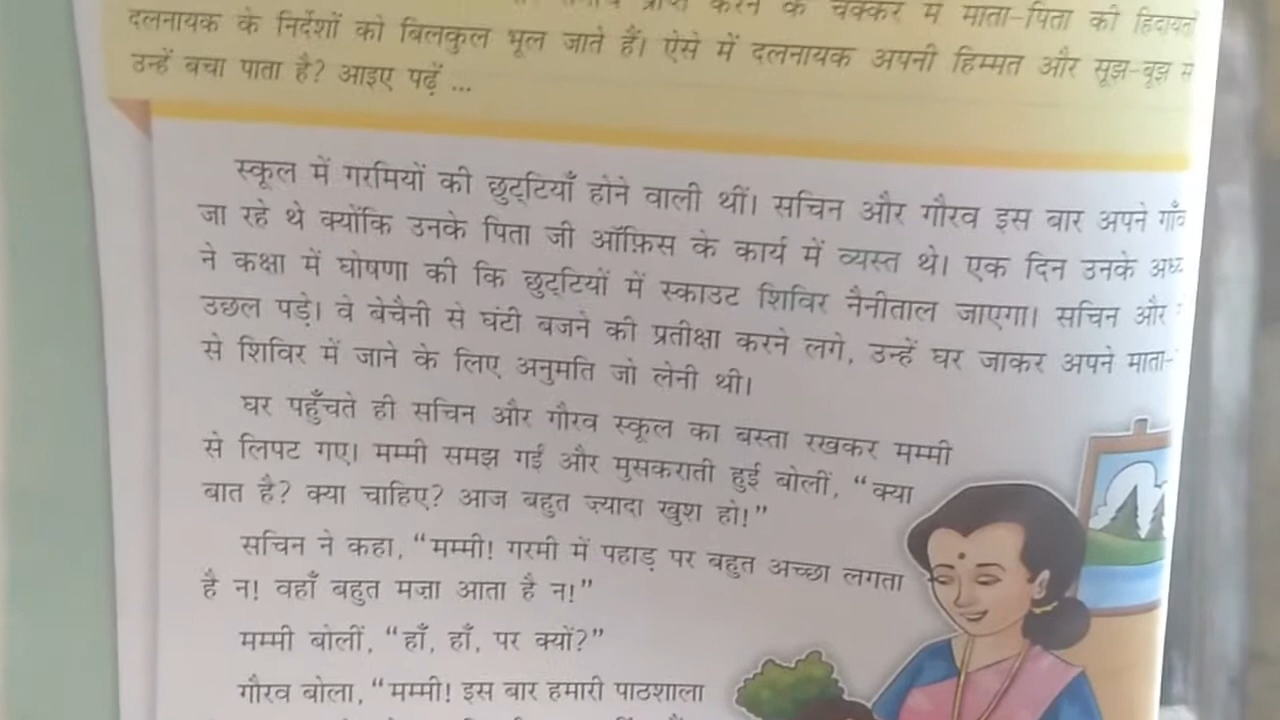 प्राप्त करने के चक्कर में माता-पिता की
दलनायक के निर्देशों को बिलकुल भूल जाते हैं। ऐसे में दलनायक अपनी हिम्मत और सूझ-बूझ
उन्हें बचा पाता है? आइए पढ़ें ...
स्कूल में गरमियों की छुट्टियाँ होने वाली थीं। सचिन और गौरव इस बार अपने गाँव
जा रहे थे क्योंकि उनके पिता जी ऑफ़िस के कार्य में व्यस्त थे। एक दिन उनके
ने कक्षा में घोषणा की कि छुट्टियों में स्काउट शिविर नैनीताल जाएगा। सचिन और
उछल पड़े। वे बेचैनी से घंटी बजने की प्रतीक्षा करने लगे, उन्हें घर जाकर अपने माता-
से शिविर में जाने के लिए अनुमति जो लेनी थी।
घर पहुँचते ही सचिन और गौरव स्कूल का बस्ता रखकर मम्मी
से लिपट गए। मम्मी समझ गईं और मुसकराती हुई बोलीं, “क्या
बात है? क्या चाहिए? आज बहुत ज़्यादा खुश हो!”
सचिन ने कहा, “मम्मी! गरमी में पहाड़ पर बहुत अच्छा लगता
है न! वहाँ बहुत मज़ा आता है न!”
मम्मी बोलीं, “हाँ, हाँ, पर क्यों?”
गौरव बोला, “मम्मी! इस बार हमारी पाठशाला